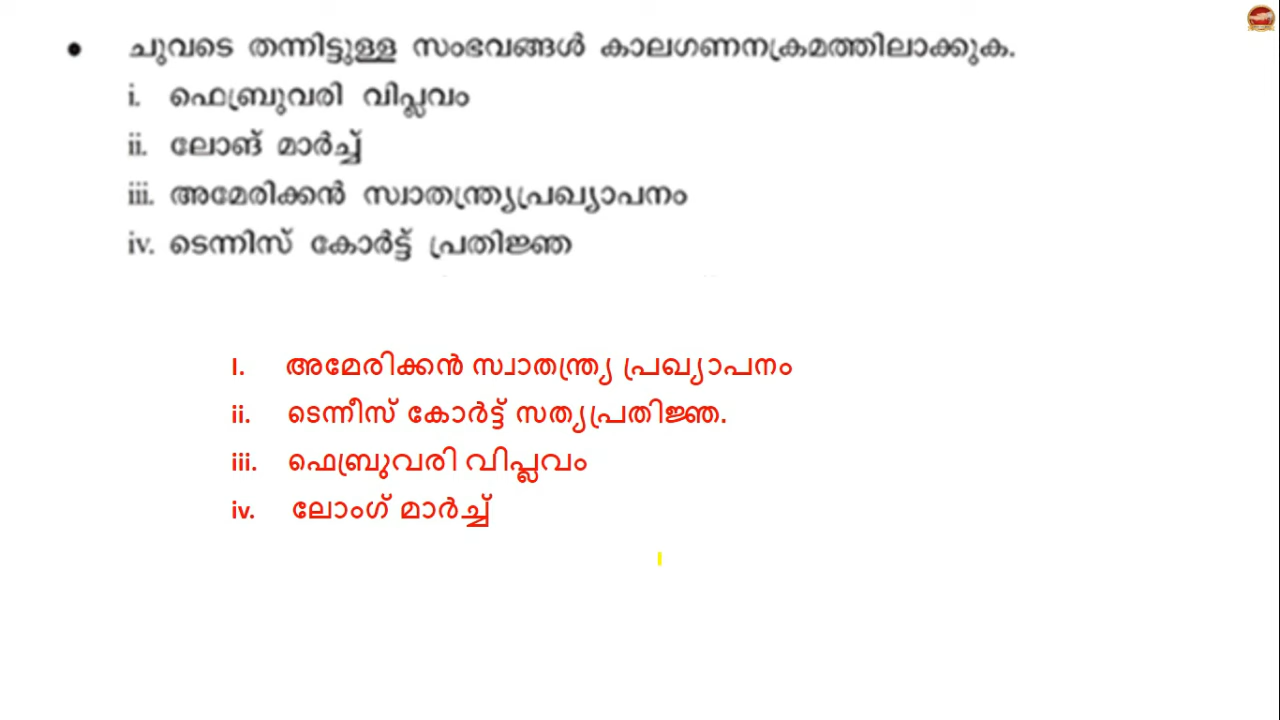 • ചുവടെ തന്നിട്ടുള്ള സംഭവങ്ങൾ കാലഗണനക്രമത്തിലാക്കുക.
i. ഫെബ്രുവരി വിപ്ലവം
ii. ലോങ് മാർച്ച്
iii. അമേരിക്കൻ സ്വാതന്ത്ര്യപ്രഖ്യാപനം
iv. ടെന്നിസ് കോർട്ട് പ്രതിജ്ഞ
I. അമേരിക്കൻ സ്വാതന്ത്ര്യ പ്രഖ്യാപനം
ii. ടെന്നീസ് കോർട്ട് സത്യപ്രതിജ്ഞ.
iii. ഫെബ്രുവരി വിപ്ലവം
iv. ലോംഗ് മാർച്ച്